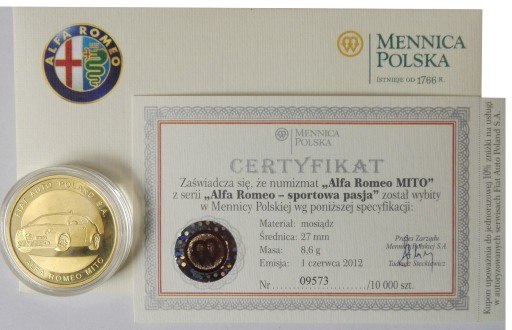 ALFA ROMEO
MENNICA
POLSKA
ISTNIEJE OD 1766 R.
MENNICA
POLSKA
CERTYFIKAT
Zaświadcza się, że numizmat „Alfa Romeo MITO”
z serii „Alfa Romeo – sportowa pasja” został wybity
w Mennicy Polskiej wg poniższej specyfikacji:
Materiał: mosiądz
Średnica: 27 mm
Masa: 8,6 g
Emisja: 1 czerwca 2012
Nr 09573 /10 000 szt.
Prezes Zarządu
Mennicy Polskiej S.A.
Tadeusz Steckiewicz
Kupon upoważnia do jednorazowej 10% zniżki na usługi
w autoryzowanych serwisach Fiat Auto Poland S.A.
FIAT AUTO POLAND S.A.
ALFA ROMEO MITO